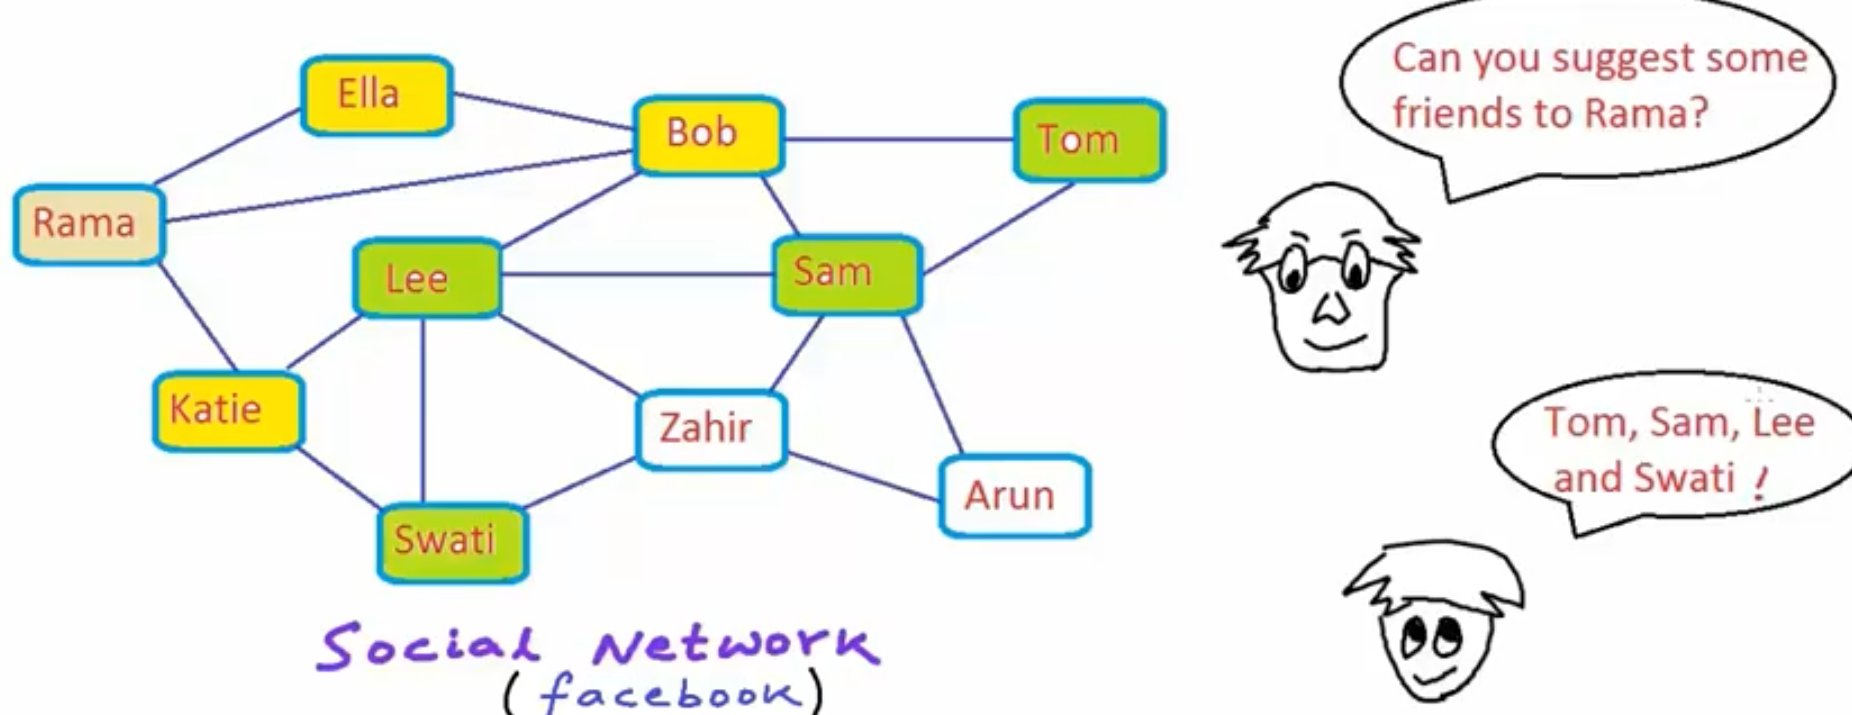 Ella
Bob
Tom
Rama
Lee
Sam
Katie
Zahir
Arun
Swati
Social Network
(facebook)
Can you suggest some
friends to Rama?
Tom, Sam, Lee
and Swati !